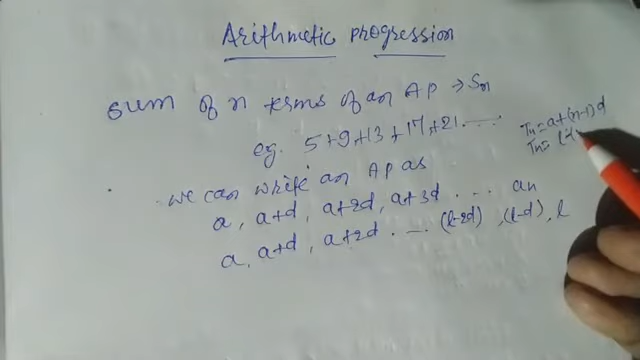 Arithmetic progression
sum of n terms of an AP → Sn
eg. 5+9+13+17+21.....
Tn = a+(n-1)d
Tn =
we can write an AP as
a, a+d, a+2d, a+3d ... an
a, a+d, a+2d ... (l-2d), (l-d), l